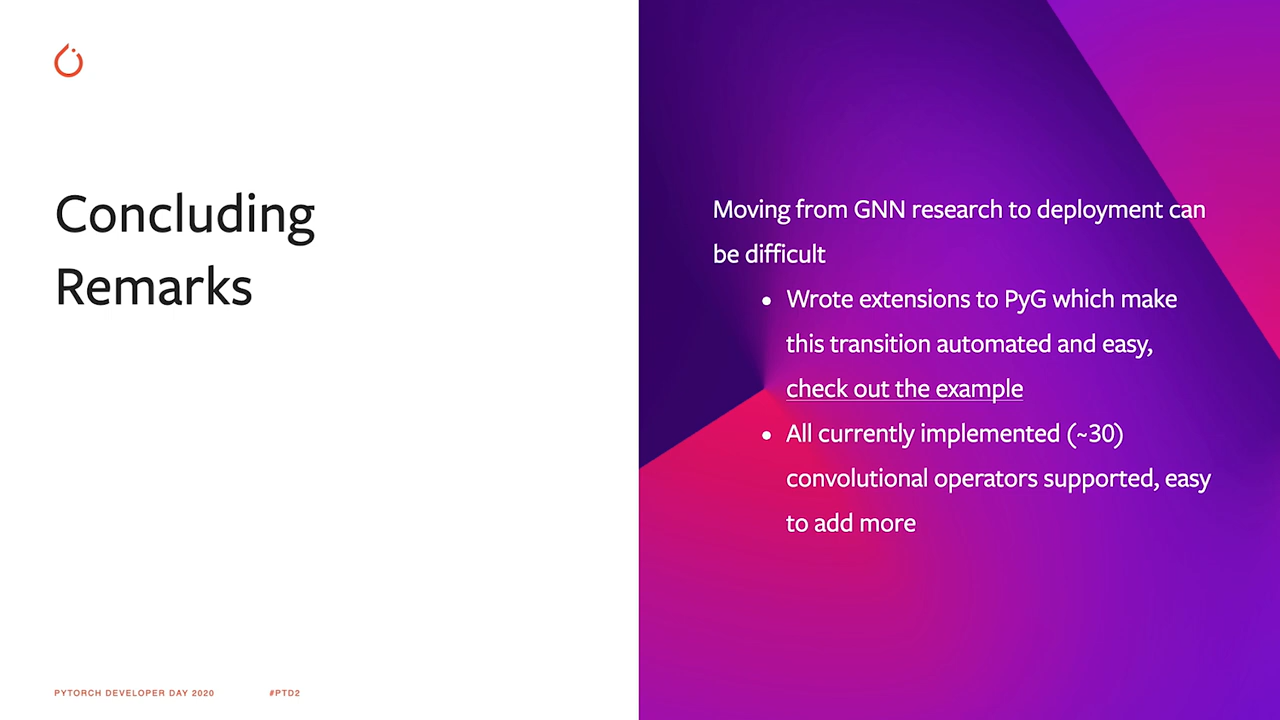 Concluding
Remarks
Moving from GNN research to deployment can
be difficult
• Wrote extensions to PyG which make
this transition automated and easy,
check out the example
• All currently implemented (~30)
convolutional operators supported, easy
to add more
PYTORCH DEVELOPER DAY 2020 #PTD2